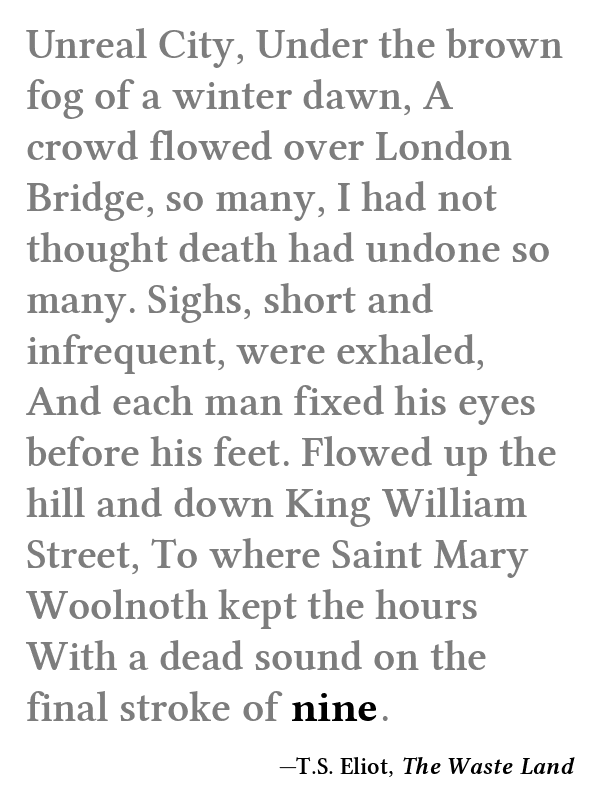 Unreal City, Under the brown
fog of a winter dawn, A
crowd flowed over London
Bridge, so many, I had not
thought death had undone so
many. Sighs, short and
infrequent, were exhaled,
And each man fixed his eyes
before his feet. Flowed up the
hill and down King William
Street, To where Saint Mary
Woolnoth kept the hours
With a dead sound on the
final stroke of nine.
—T.S. Eliot, The Waste Land